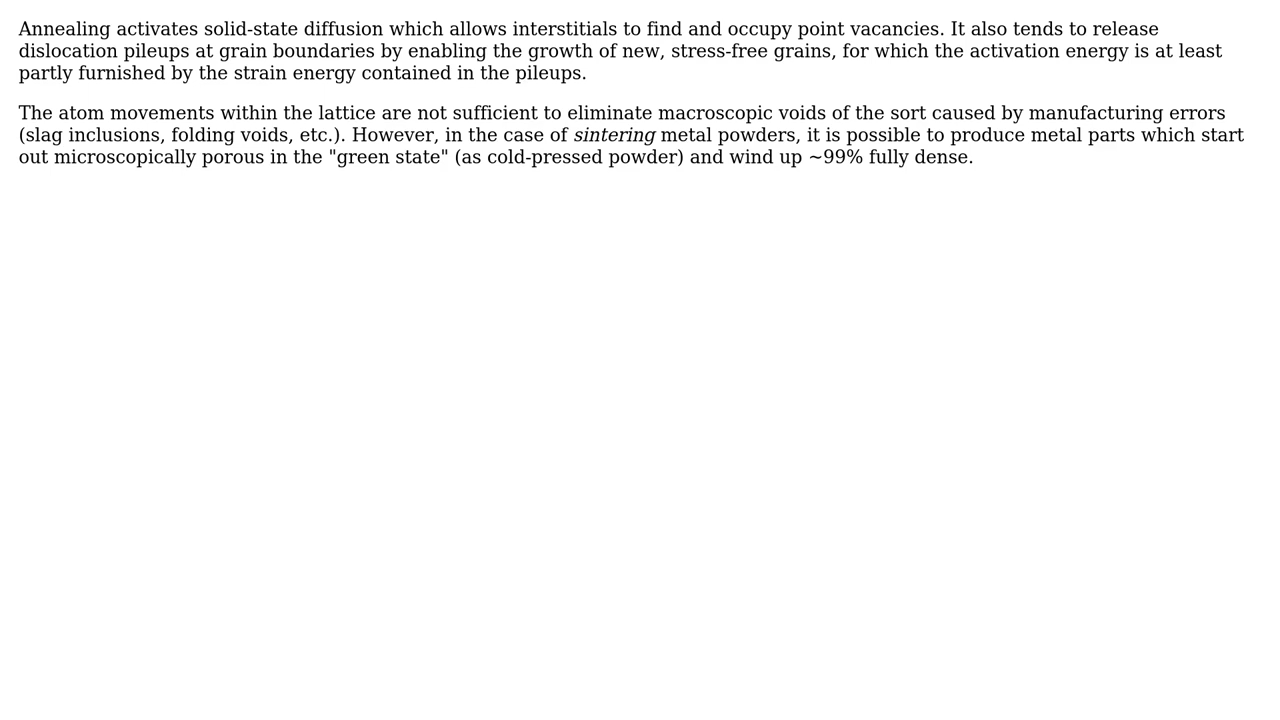 Annealing activates solid-state diffusion which allows interstitials to find and occupy point vacancies. It also tends to release
dislocation pileups at grain boundaries by enabling the growth of new, stress-free grains, for which the activation energy is at least
partly furnished by the strain energy contained in the pileups.
The atom movements within the lattice are not sufficient to eliminate macroscopic voids of the sort caused by manufacturing errors
(slag inclusions, folding voids, etc.). However, in the case of sintering metal powders, it is possible to produce metal parts which start
out microscopically porous in the "green state" (as cold-pressed powder) and wind up ~99% fully dense.